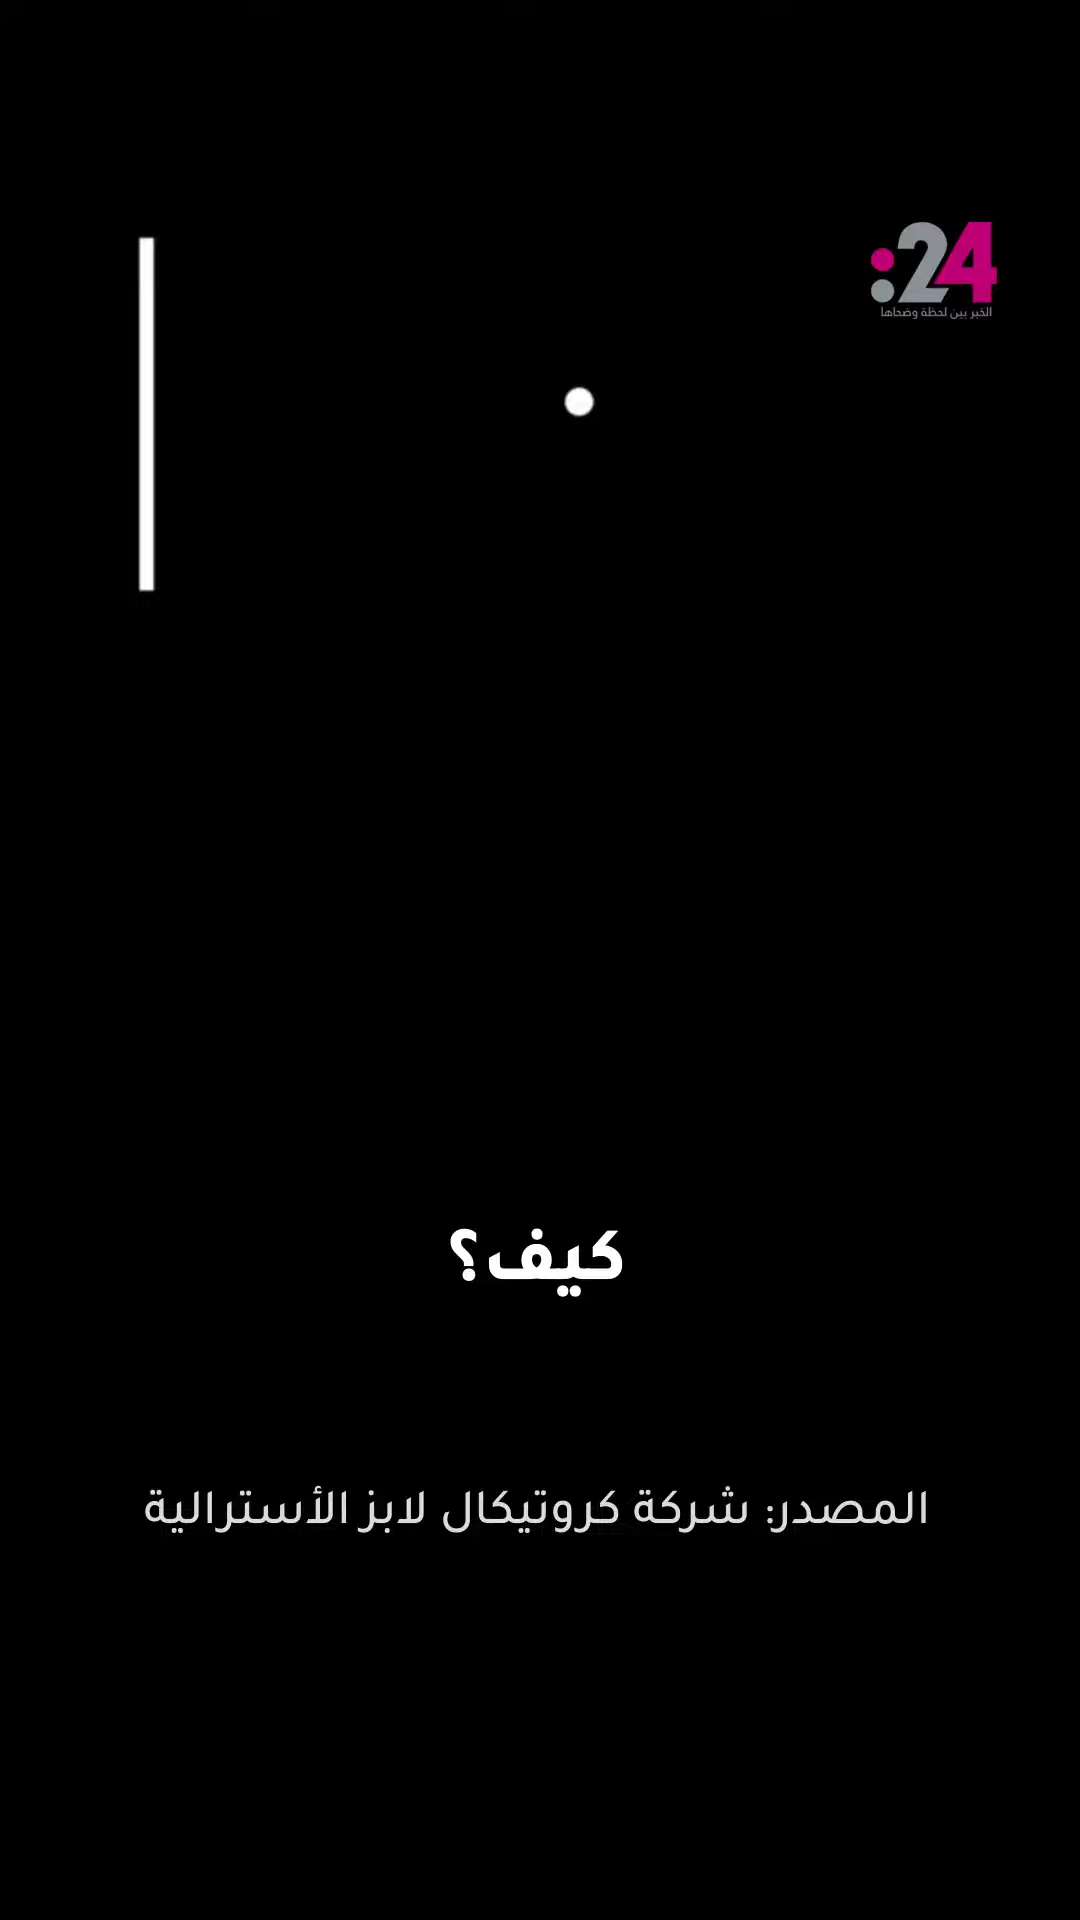 :24
الخبر بين لحظة وضحاها
كيف؟
المصدر: شركة كروتيكال لابز الأسترالية